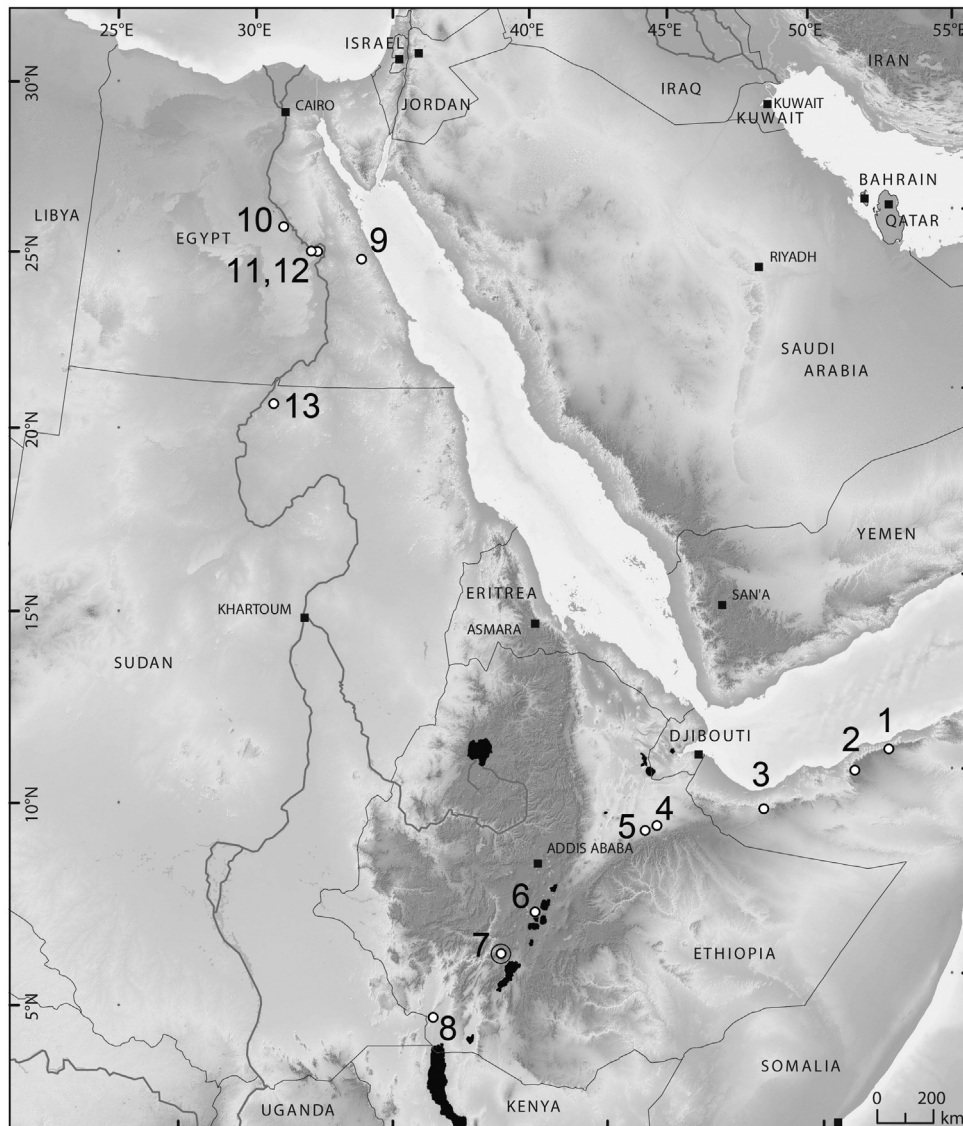 25°E 30°E 35°E 40°E 45°E 50°E 55°E
30°N
25°N
20°N
15°N
10°N
5°N
ISRAEL
JORDAN
IRAQ
IRAN
KUWAIT
KUWAIT
CAIRO
BAHRAIN
QATAR
LIBYA
EGYPT
10
9
11,12
RIYADH
SAUDI
ARABIA
13
YEMEN
SAN'A
ERITREA
ASMARA
KHARTOUM
SUDAN
DJIBOUTI
1
2
3
4
5
ADDIS ABABA
6
7
ETHIOPIA
8
SOMALIA
UGANDA
KENYA
0 200
km